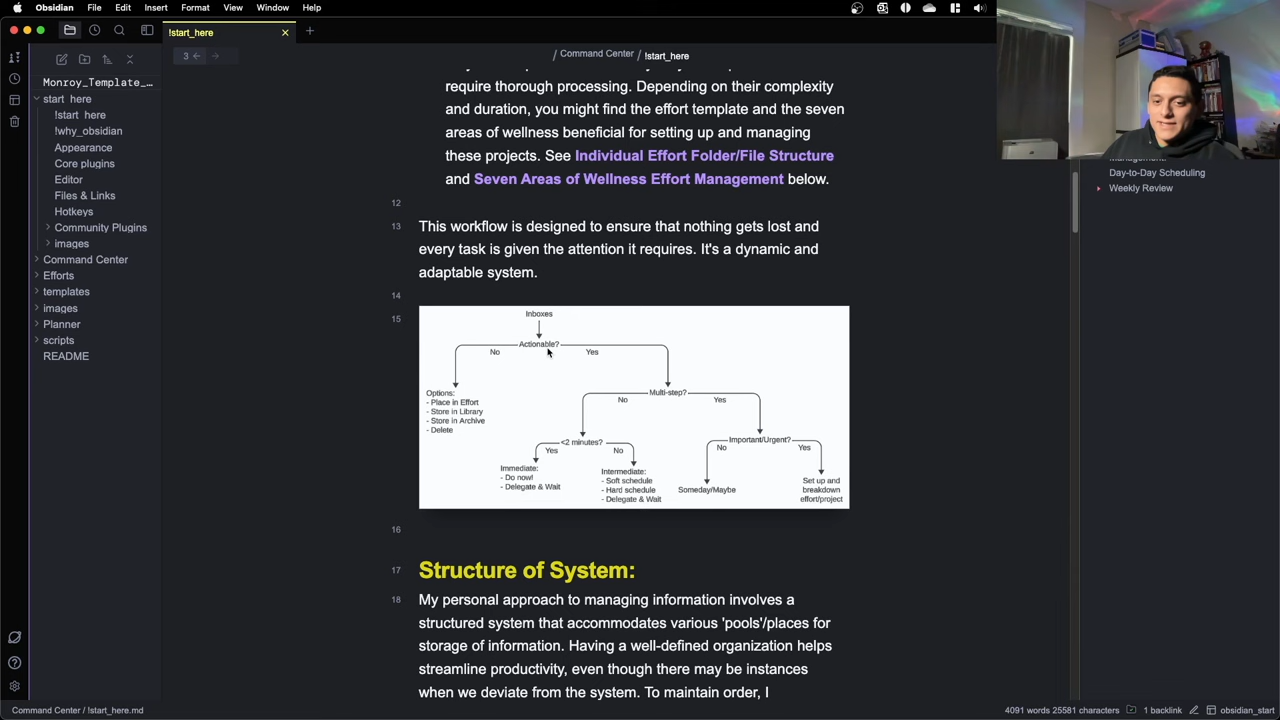 Obsidian File Edit Insert Format View Window Help
!start_here
3
/ Command Center / !start_here
Monroy_Template_...
start here
!start here
!why_obsidian
Appearance
Core plugins
Editor
Files & Links
Hotkeys
Community Plugins
images
Command Center
Efforts
templates
images
Planner
scripts
README
require thorough processing. Depending on their complexity
and duration, you might find the effort template and the seven
areas of wellness beneficial for setting up and managing
these projects. See Individual Effort Folder/File Structure
and Seven Areas of Wellness Effort Management below.
12
13 This workflow is designed to ensure that nothing gets lost and
every task is given the attention it requires. It's a dynamic and
adaptable system.
14
15
Inboxes
Actionable?
No Yes
Options:
- Place in Effort
- Store in Library
- Store in Archive
- Delete
Multi-step?
No Yes
<2 minutes?
Yes No
Immediate:
- Do now!
- Delegate & Wait
Intermediate:
- Soft schedule
- Hard schedule
- Delegate & Wait
Important/Urgent?
No Yes
Someday/Maybe
Set up and
breakdown
effort/project
16
17 Structure of System:
18 My personal approach to managing information involves a
structured system that accommodates various 'pools'/places for
storage of information. Having a well-defined organization helps
streamline productivity, even though there may be instances
when we deviate from the system. To maintain order, I
Day-to-Day Scheduling
Weekly Review
Command Center / !start_here.md
4091 words 25581 characters 1 backlink obsidian_start